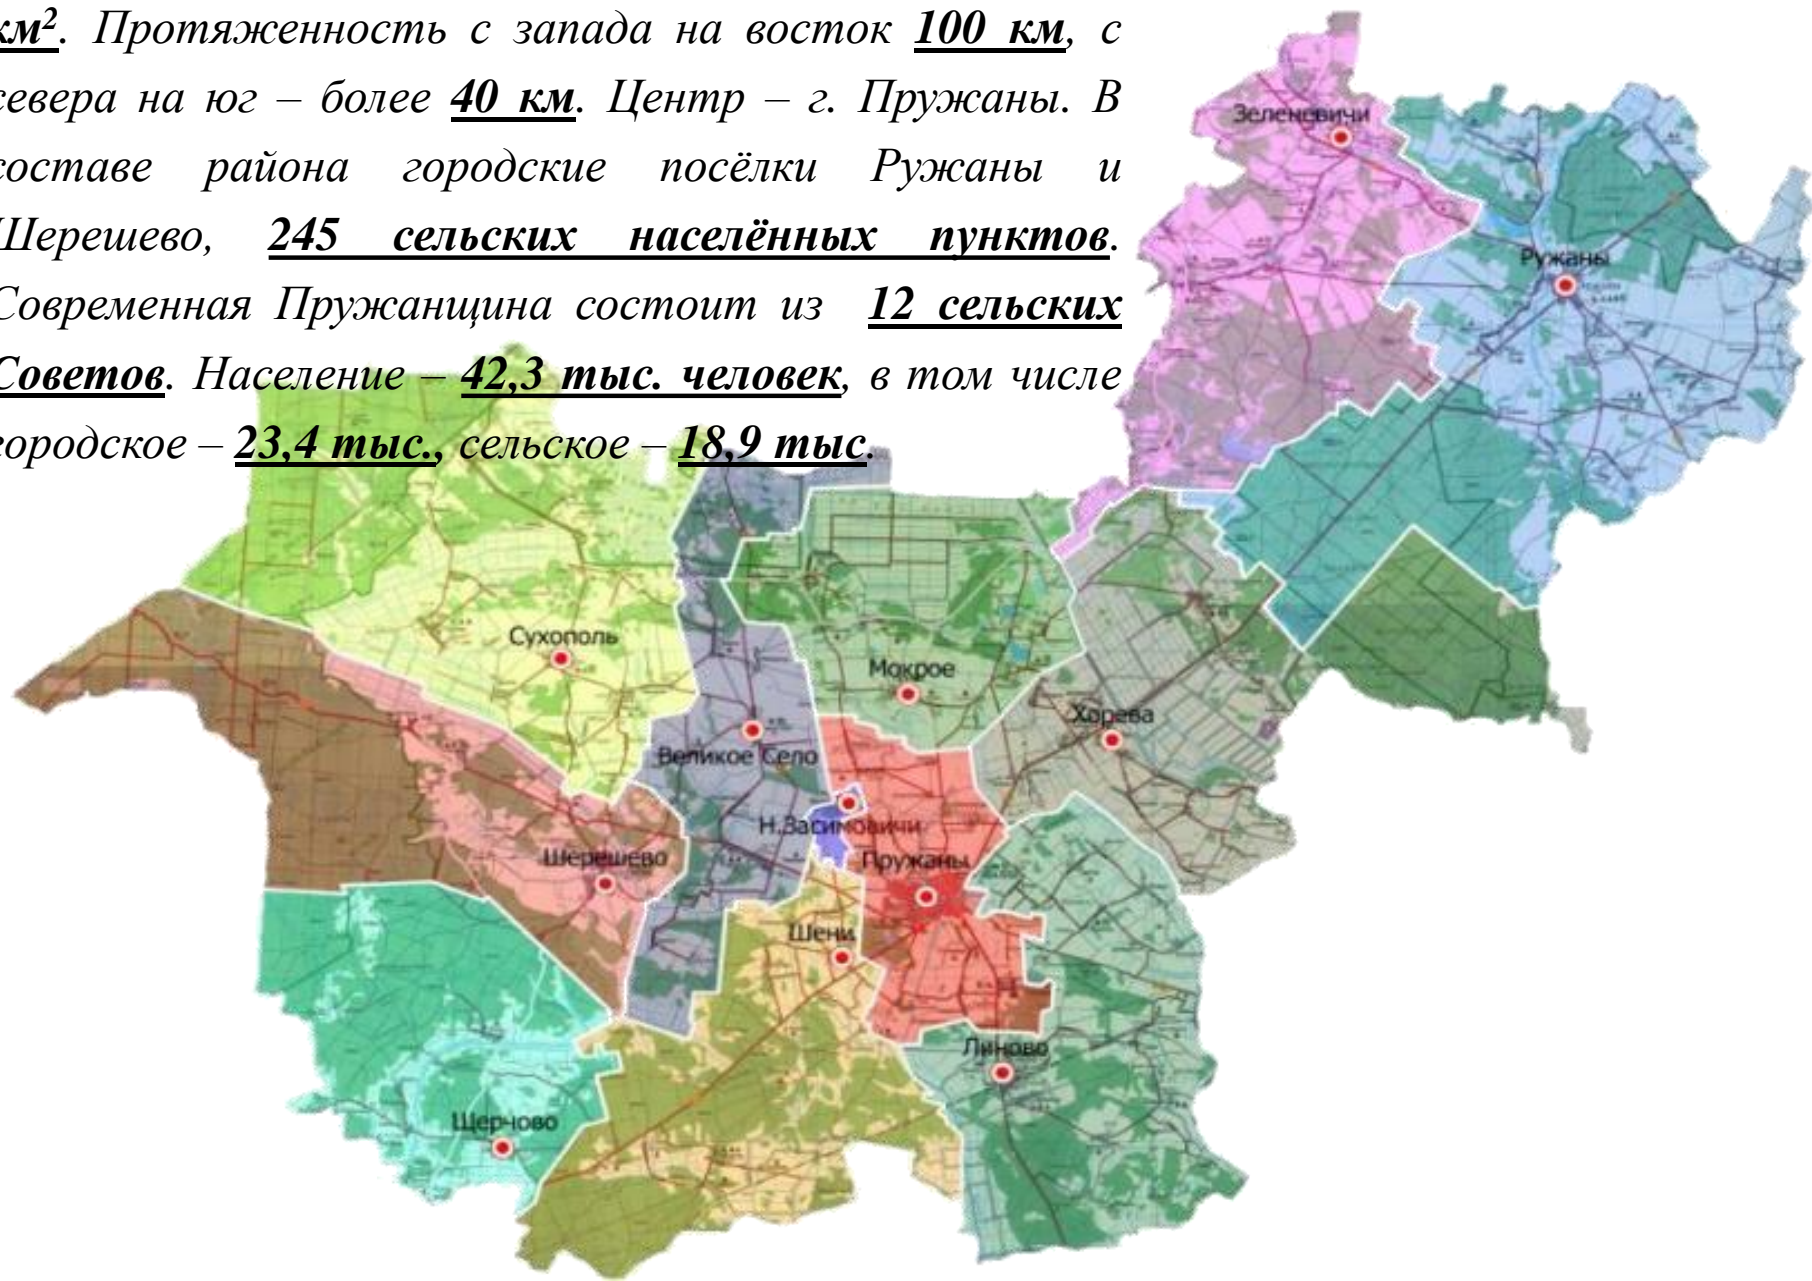 км². Протяженность с запада на восток 100 км, с
севера на юг – более 40 км. Центр – г. Пружаны. В
составе района городские посёлки Ружаны и
Шерешево, 245 сельских населённых пунктов.
Современная Пружанщина состоит из 12 сельских
Советов. Население – 42,3 тыс. человек, в том числе
городское – 23,4 тыс., сельское – 18,9 тыс.
Зеленевичи
Ружаны
Сухополь
Мокрое
Хорева
Великое Село
Н.Засимовичи
Шерешево
Пружаны
Шени
Линово
Щерчово